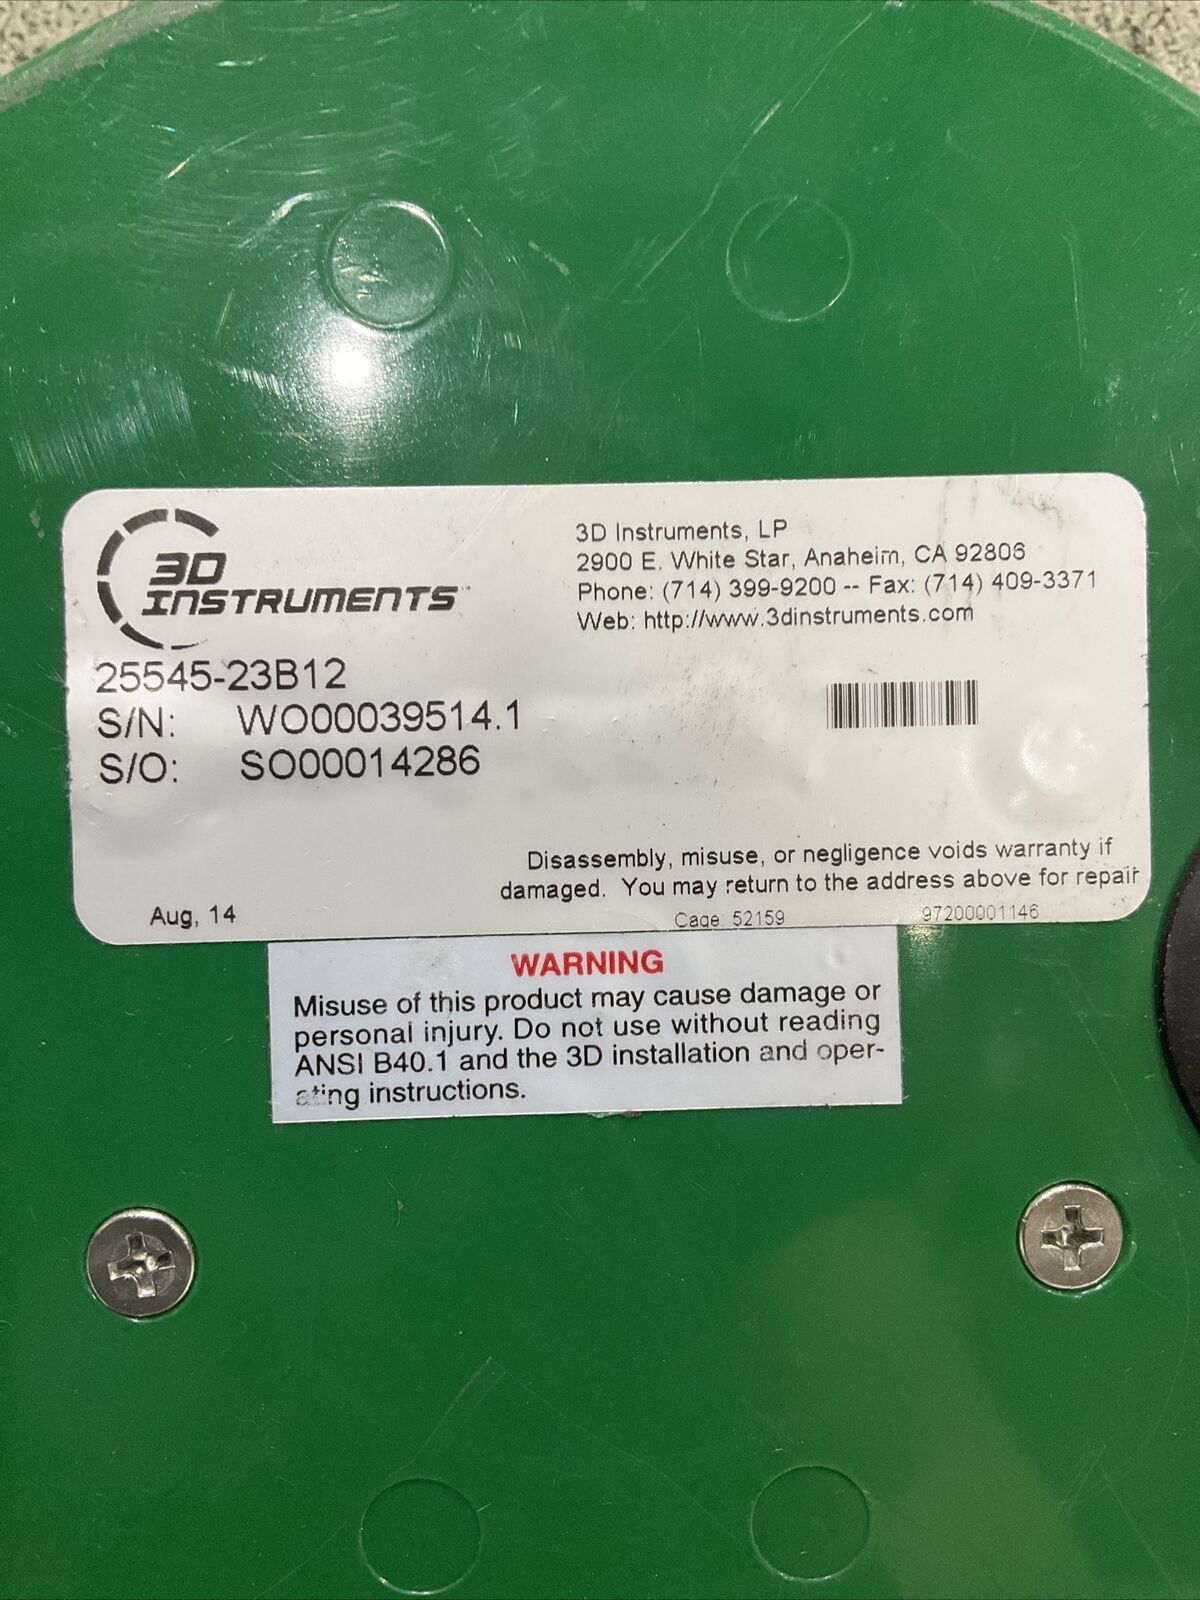 3D
INSTRUMENTS™
3D Instruments, LP
2900 E. White Star, Anaheim, CA 92806
Phone: (714) 399-9200 -- Fax: (714) 409-3371
Web: http://www.3dinstruments.com
25545-23B12
S/N: WO00039514.1
S/O: SO00014286
Disassembly, misuse, or negligence voids warranty if
damaged. You may return to the address above for repair
Aug, 14
Cage: 52159
97200001146
WARNING
Misuse of this product may cause damage or
personal injury. Do not use without reading
ANSI B40.1 and the 3D installation and oper-
ating instructions.